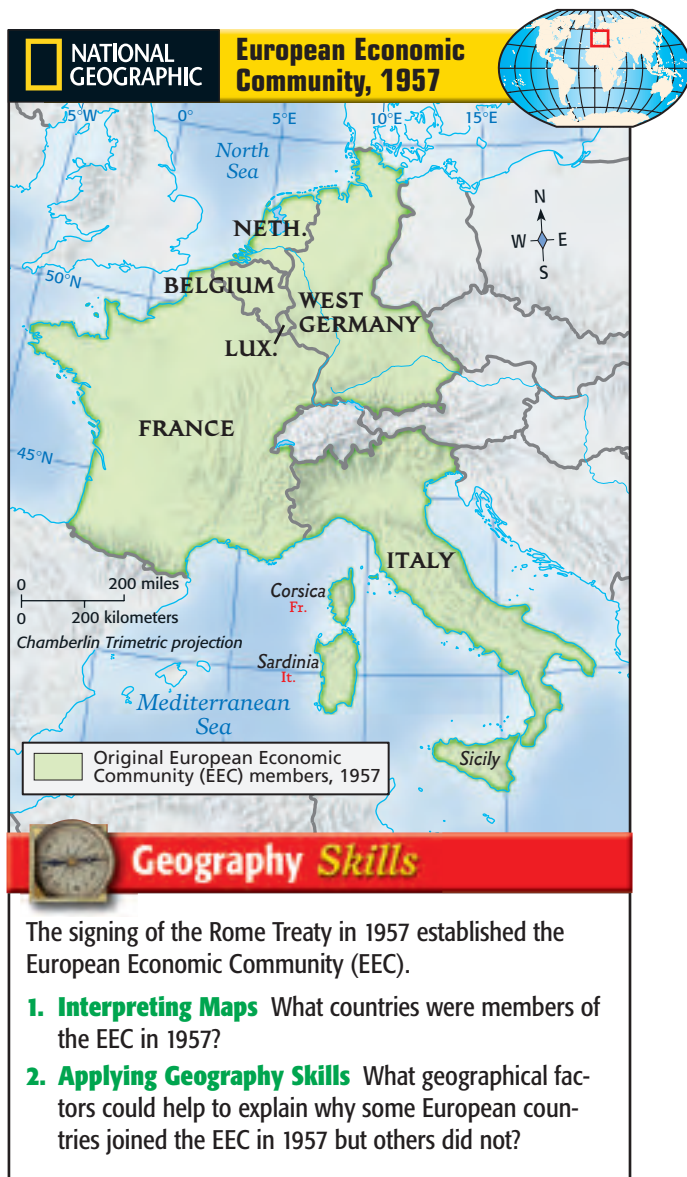 NATIONAL
GEOGRAPHIC
European Economic
Community, 1957
5°W
0°
5°E
10°E
15°E
North
Sea
N
W
E
S
NETH.
50°N
BELGIUM
WEST
GERMANY
LUX.
FRANCE
45°N
ITALY
0
200 miles
0
200 kilometers
Chamberlin Trimetric projection
Corsica
Fr.
Sardinia
It.
Mediterranean
Sea
Sicily
Original European Economic
Community (EEC) members, 1957
Geography Skills
The signing of the Rome Treaty in 1957 established the
European Economic Community (EEC).
1. Interpreting Maps What countries were members of
the EEC in 1957?
2. Applying Geography Skills What geographical fac-
tors could help to explain why some European coun-
tries joined the EEC in 1957 but others did not?